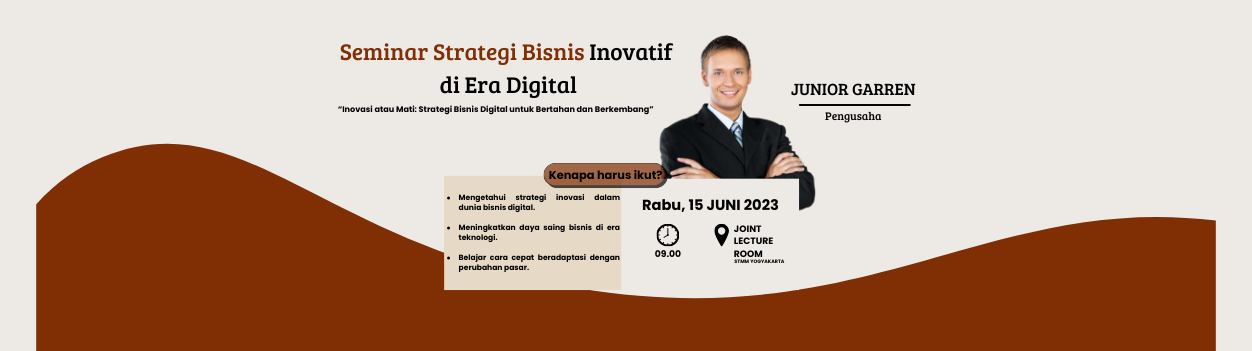 Seminar Strategi Bisnis Inovatif
di Era Digital
“Inovasi atau Mati: Strategi Bisnis Digital untuk Bertahan dan Berkembang”
JUNIOR GARREN
Pengusaha
Kenapa harus ikut?
• Mengetahui strategi inovasi dalam
dunia bisnis digital.
• Meningkatkan daya saing bisnis di era
teknologi.
• Belajar cara cepat beradaptasi dengan
perubahan pasar.
Rabu, 15 JUNI 2023
09.00
JOINT
LECTURE
ROOM
STMM YOGYAKARTA